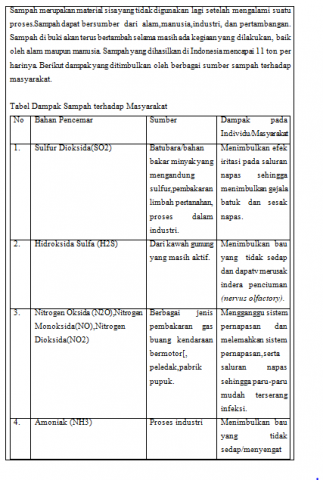 Sampah merupakan material sisa yang tidak digunakan lagi setelah mengalami suatu
proses.Sampah dapat bersumber dari alam,manusia,industri, dan pertambangan.
Sampah di buki akan terus bertambah selama masih ada kegiaan yang dilakukan, baik
oleh alam maupun manusia. Sampah yang dihasilkan di Indonesia mencapai 11 ton per
harinya. Berikut dampak yang ditimbulkan oleh berbagai sumber sampah terhadap
masyarakat.
Tabel Dampak Sampah terhadap Masyarakat
No Bahan Pencemar Sumber Dampak pada
Individu/Masyarakat
1. Sulfur Dioksida(SO2) Batubara/bahan Menimbulkan efek
bakar minyak yang iritasi pada saluran
mengandung napas sehingga
sulfur,pembakaran menimbulkan gejala
limbah pertanahan, batuk dan sesak
proses dalam napas.
industri.
2. Hidroksida Sulfa (H2S) Dari kawah gunung Menimbulkan bau
yang masih aktif. yang tidak sedap
dan dapatv merusak
indera penciuman
(nervus olfactory).
3. Nitrogen Oksida (N2O),Nitrogen Berbagai jenis Mengganggu sistem
Monoksida(NO),Nitrogen pembakaran gas pernapasan dan
Dioksida(NO2) buang kendaraan melemahkan sistem
bermotor[, pernapasan,serta
peledak,pabrik saluran napas
pupuk. sehingga paru-paru
mudah terserang
infeksi.
4. Amoniak (NH3) Proses industri Menimbulkan bau
yang tidak
sedap/menyengat